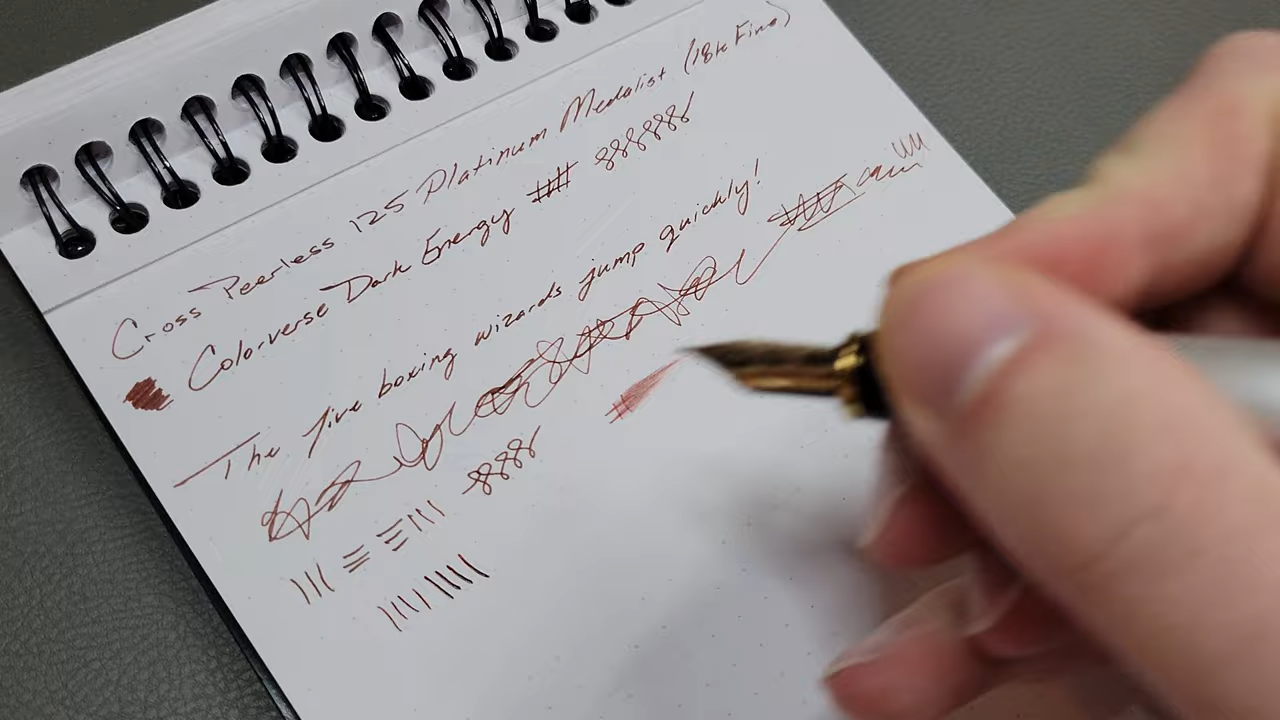 Cross Peerless 125 Platinum Medalist (18k Fine)
Colorverse Dark Energy ## 888888
The five boxing wizards jump quickly!
8888